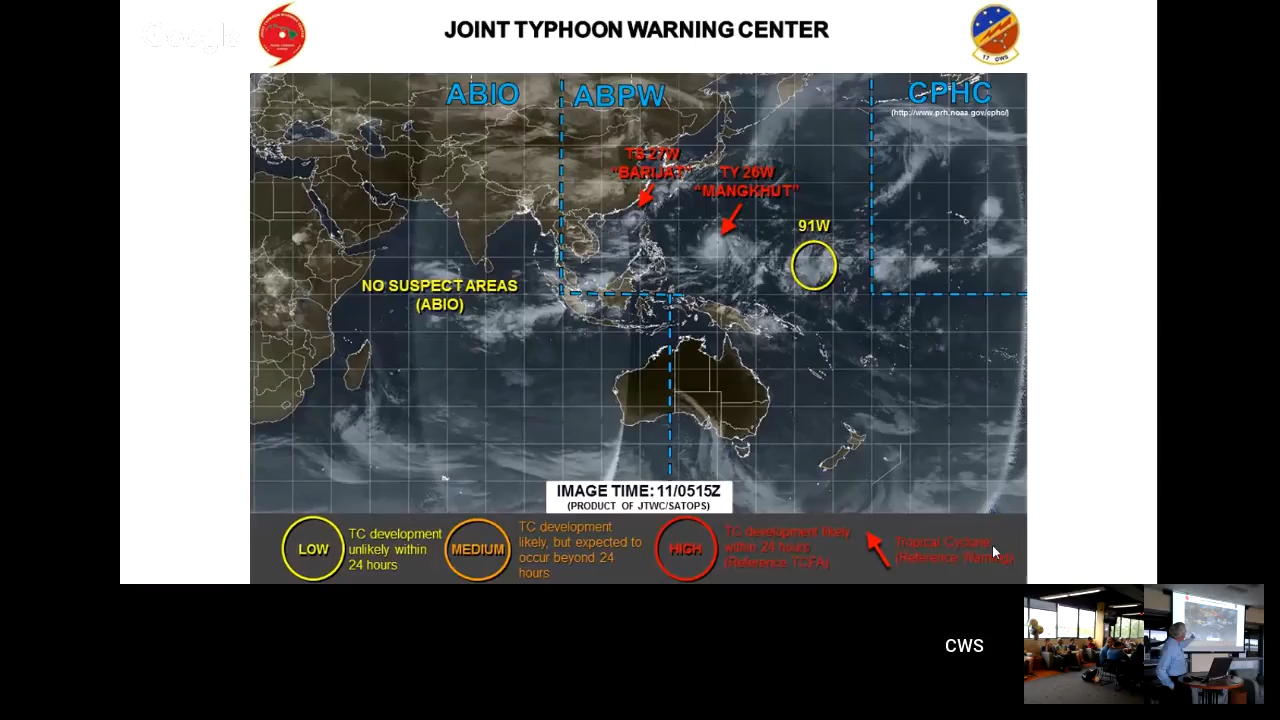 Google
JOINT TYPHOON WARNING CENTER
17 OWS
ABIO
ABPW
CPHC
(http://www.prh.noaa.gov/cphc/)
TS 27W
"BARIJAT"
TY 26W
"MANGKHUT"
91W
NO SUSPECT AREAS
(ABIO)
IMAGE TIME: 11/0515Z
(PRODUCT OF JTWC/SATOPS)
LOW
TC development
unlikely within
24 hours
MEDIUM
TC development
likely, but expected to
occur beyond 24
hours
HIGH
TC development likely
within 24 hours
(Reference TCFA)
Tropical Cyclone
(Reference Warning)
CWS